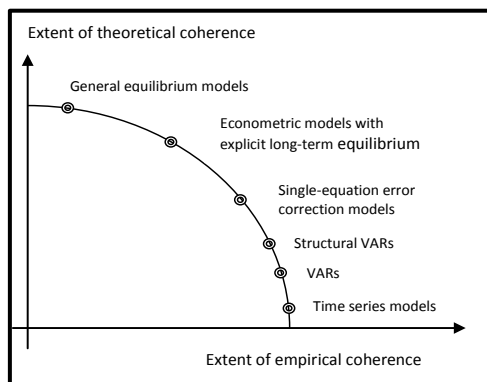 Extent of theoretical coherence
General equilibrium models
Econometric models with
explicit long-term equilibrium
Single-equation error
correction models
Structural VARs
VARs
Time series models
Extent of empirical coherence